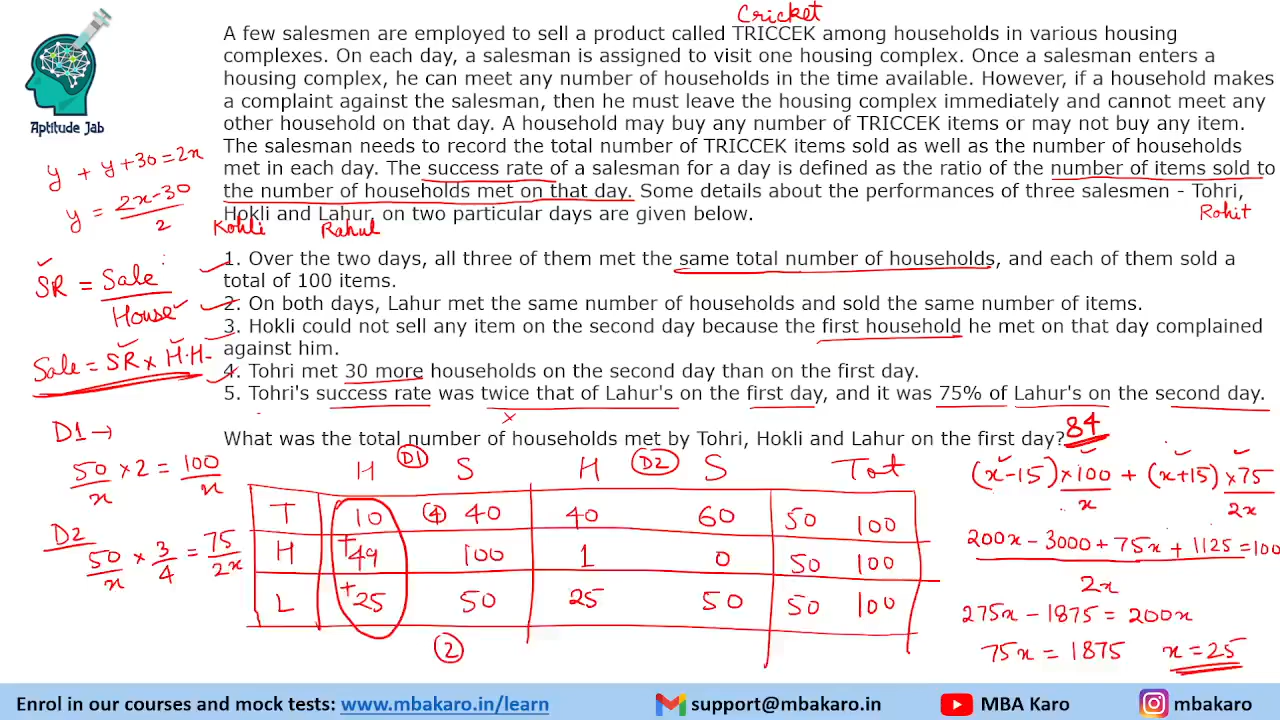 Cricket
A few salesmen are employed to sell a product called TRICCEK among households in various housing
complexes. On each day, a salesman is assigned to visit one housing complex. Once a salesman enters a
housing complex, he can meet any number of households in the time available. However, if a household makes
a complaint against the salesman, then he must leave the housing complex immediately and cannot meet any
other household on that day. A household may buy any number of TRICCEK items or may not buy any item.
The salesman needs to record the total number of TRICCEK items sold as well as the number of households
met in each day. The success rate of a salesman for a day is defined as the ratio of the number of items sold to
the number of households met on that day. Some details about the performances of three salesmen - Tohri,
Hokli and Lahur, on two particular days are given below.
Kohli Rahul Rohit
Aptitude Jab
y + y+30 = 2x
y = 2x-30
2
SR = Sale
House
Sale = SR x H.H.
1. Over the two days, all three of them met the same total number of households, and each of them sold a
total of 100 items.
2. On both days, Lahur met the same number of households and sold the same number of items.
3. Hokli could not sell any item on the second day because the first household he met on that day complained
against him.
4. Tohri met 30 more households on the second day than on the first day.
5. Tohri's success rate was twice that of Lahur's on the first day, and it was 75% of Lahur's on the second day.
What was the total number of households met by Tohri, Hokli and Lahur on the first day? 84
D1 →
50 x 2 = 100
x x
D2
50 x 3 = 75
x 4 2x
H D1 S H D2 S Tot
T 10 4 40 40 60 50 100
H +49 100 1 0 50 100
L +25 50 25 50 50 100
2
(x-15) x 100 + (x+15) x 75
x 2x
200x - 3000 + 75x + 1125 = 100
2x
275x - 1875 = 200x
75x = 1875 x = 25
Enrol in our courses and mock tests: www.mbakaro.in/learn support@mbakaro.in MBA Karo mbakaro